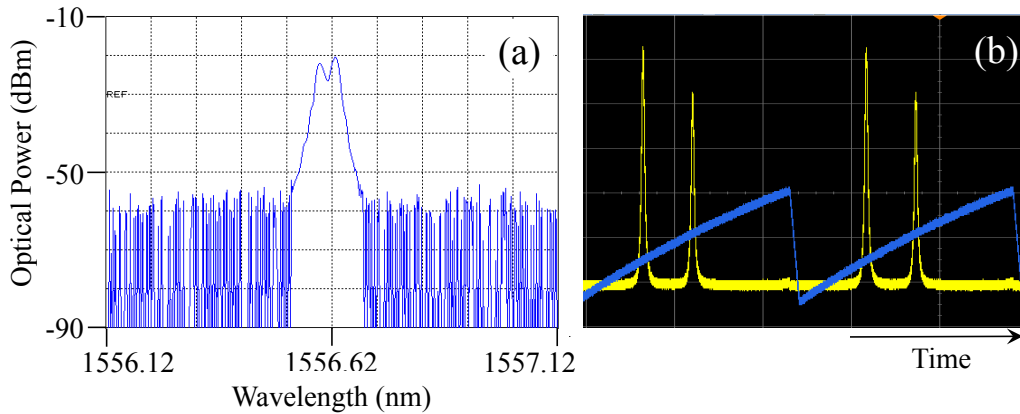 -10
(a)
REF
Optical Power (dBm)
-50
-90
1556.12
1556.62
1557.12
Wavelength (nm)
(b)
Time